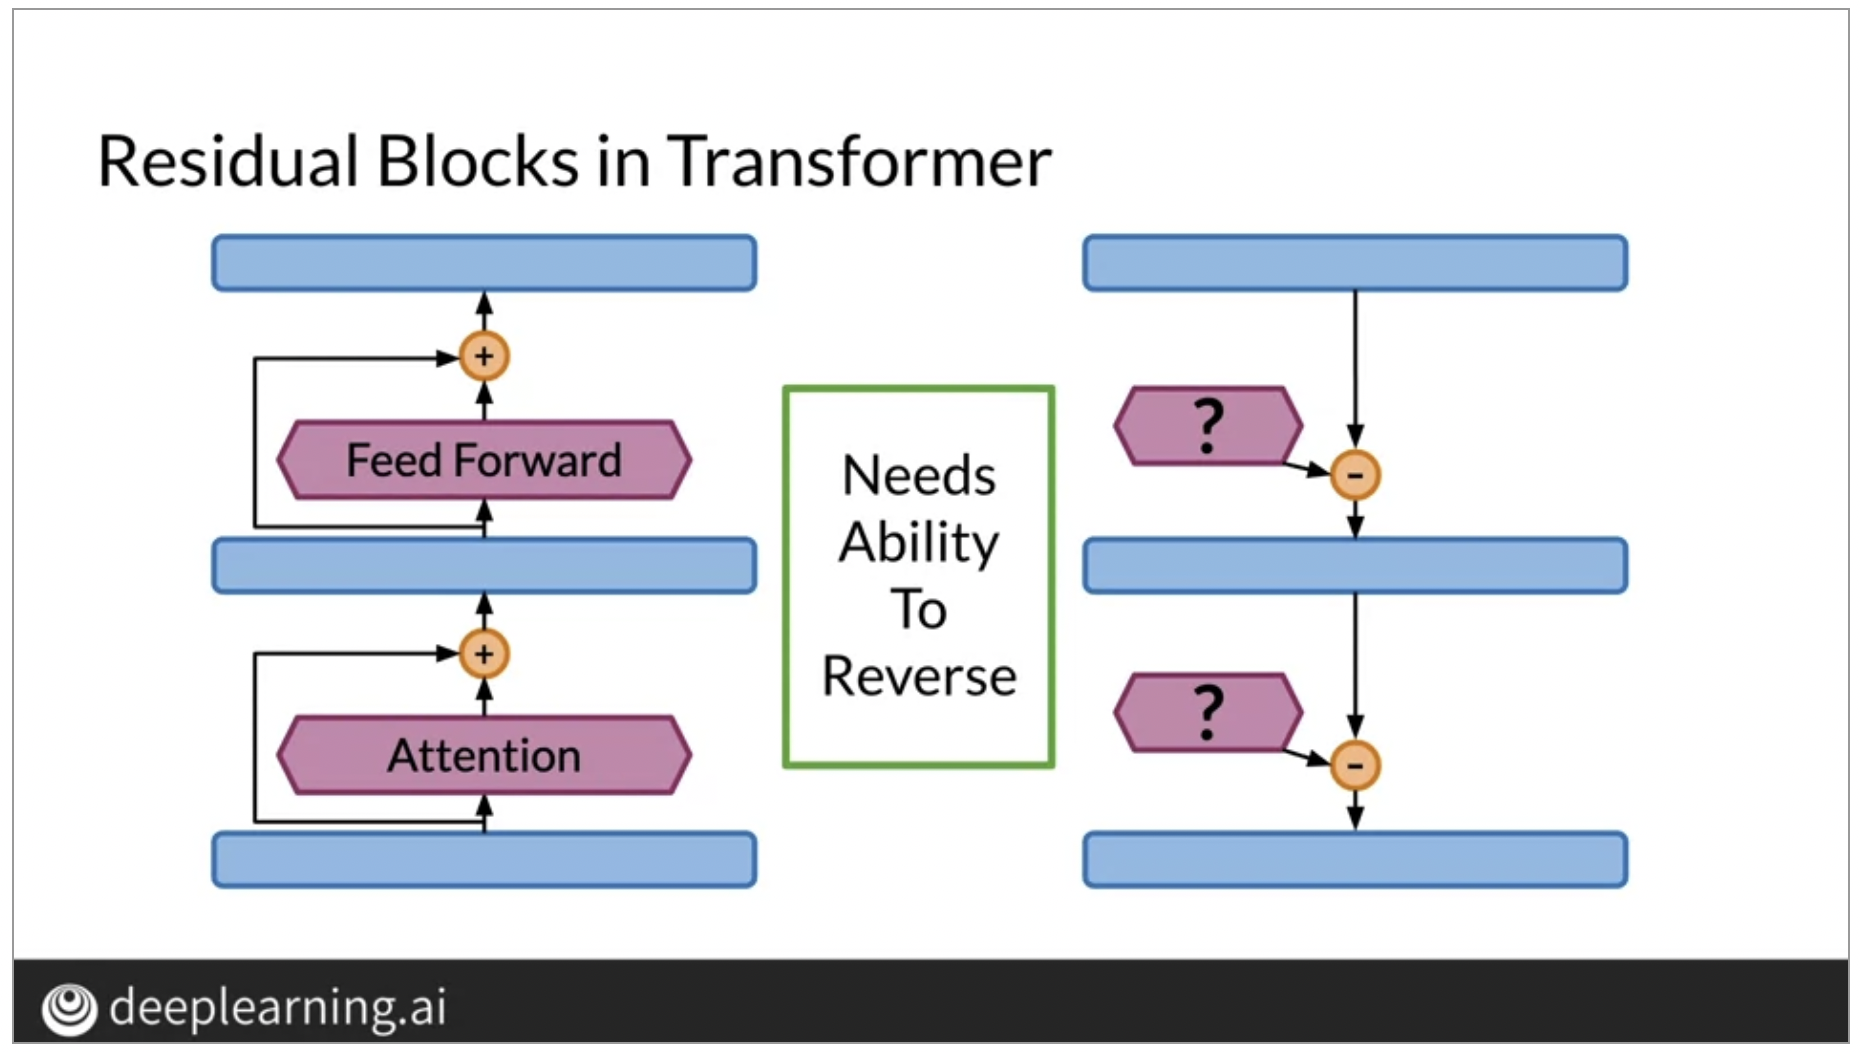 Residual Blocks in Transformer
+
Feed Forward
+
Attention
Needs
Ability
To
Reverse
?
-
?
-
deeplearning.ai